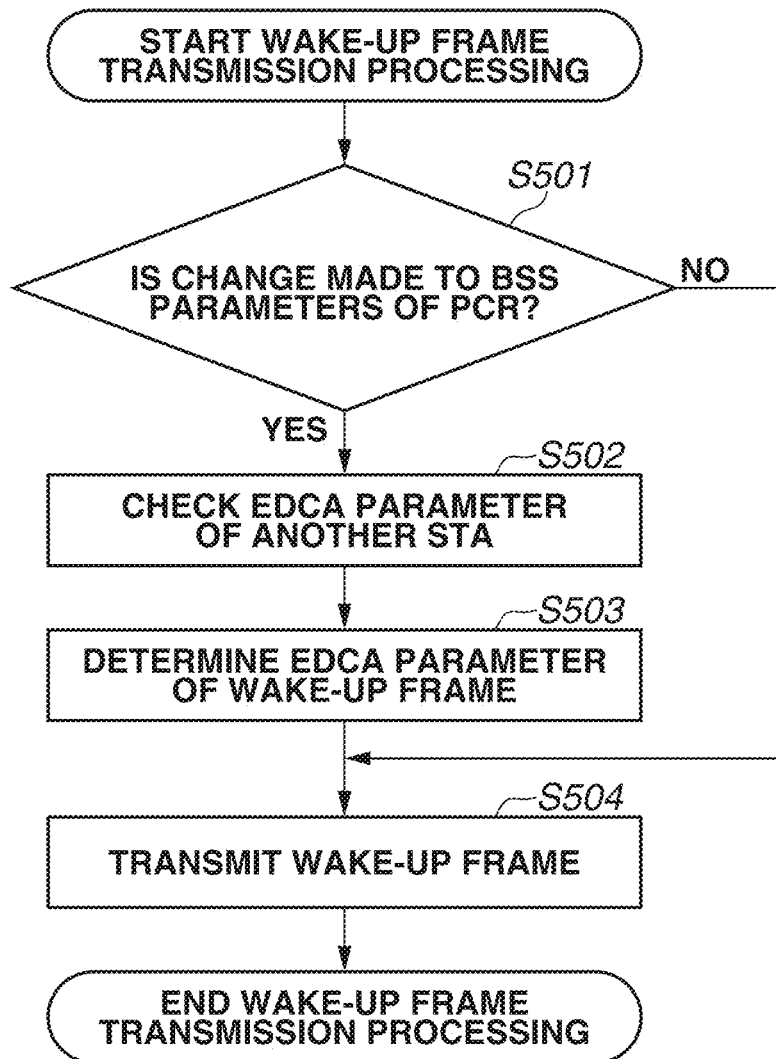 START WAKE-UP FRAME
TRANSMISSION PROCESSING
S501
IS CHANGE MADE TO BSS
PARAMETERS OF PCR?
NO
YES
S502
CHECK EDCA PARAMETER
OF ANOTHER STA
S503
DETERMINE EDCA PARAMETER
OF WAKE-UP FRAME
S504
TRANSMIT WAKE-UP FRAME
END WAKE-UP FRAME
TRANSMISSION PROCESSING